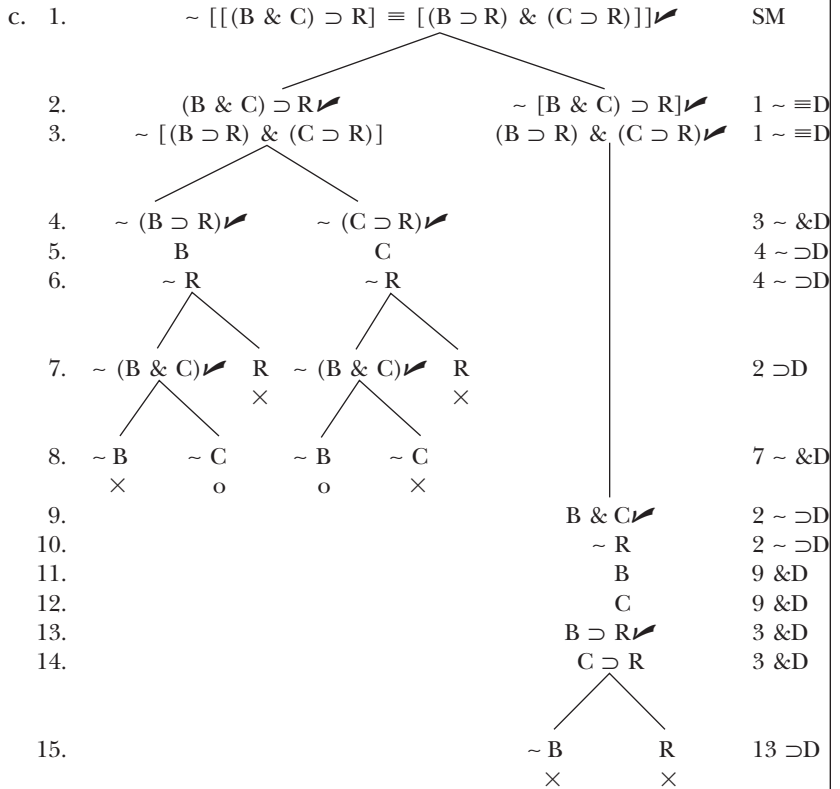 c. 1. ~ [[(B & C) ⊃ R] ≡ [(B ⊃ R) & (C ⊃ R)]]✔ SM
2. (B & C) ⊃ R✔ ~ [B & C) ⊃ R]✔ 1 ~ ≡D
3. ~ [(B ⊃ R) & (C ⊃ R)] (B ⊃ R) & (C ⊃ R)✔ 1 ~ ≡D
4. ~ (B ⊃ R)✔ ~ (C ⊃ R)✔ 3 ~ &D
5. B C 4 ~ ⊃D
6. ~ R ~ R 4 ~ ⊃D
7. ~ (B & C)✔ R ~ (B & C)✔ R 2 ⊃D
× ×
8. ~ B ~ C ~ B ~ C 7 ~ &D
× o o ×
9. B & C✔ 2 ~ ⊃D
10. ~ R 2 ~ ⊃D
11. B 9 &D
12. C 9 &D
13. B ⊃ R✔ 3 &D
14. C ⊃ R 3 &D
15. ~ B R 13 ⊃D
× ×